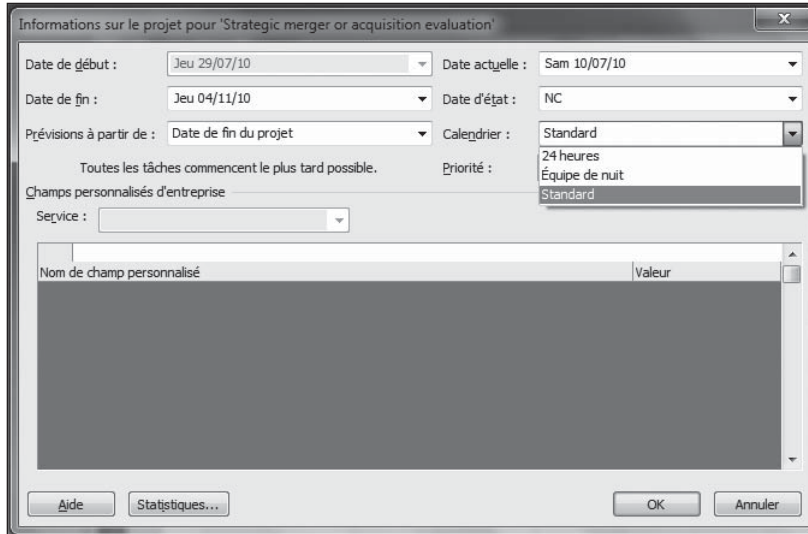 Informations sur le projet pour 'Strategic merger or acquisition evaluation'
Date de début : Jeu 29/07/10 Date actuelle : Sam 10/07/10
Date de fin : Jeu 04/11/10 Date d'état : NC
Prévisions à partir de : Date de fin du projet Calendrier : Standard
24 heures
Équipe de nuit
Standard
Toutes les tâches commencent le plus tard possible. Priorité :
Champs personnalisés d'entreprise
Service :
Nom de champ personnalisé Valeur
Aide Statistiques... OK Annuler